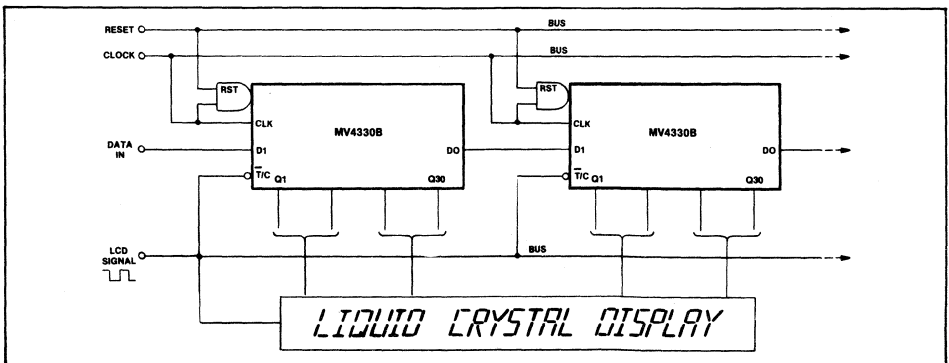 RESET BUS
CLOCK BUS
RST RST
CLK CLK
MV4330B MV4330B
DATA IN D1 DO D1 DO
T/C Q1 Q30 T/C Q1 Q30
LCD SIGNAL BUS
LIQUID CRYSTAL DISPLAY